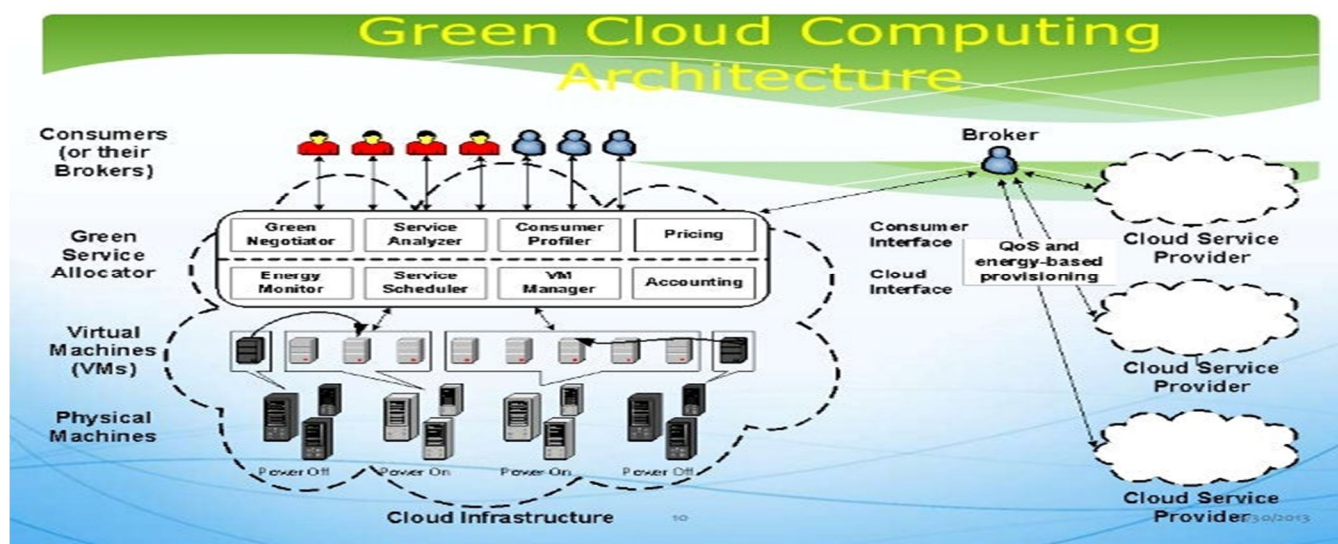 Green Cloud Computing
Architecture
Consumers
(or their
Brokers)
Broker
Green
Service
Allocator
Green
Negotiator
Service
Analyzer
Consumer
Profiler
Pricing
Energy
Monitor
Service
Scheduler
VM
Manager
Accounting
Consumer
Interface
Cloud
Interface
QoS and
energy-based
provisioning
Cloud Service
Provider
Virtual
Machines
(VMs)
Cloud Service
Provider
Physical
Machines
Power Off
Power On
Power On
Power Off
Cloud Infrastructure
10
Cloud Service
Provider
/30/2013